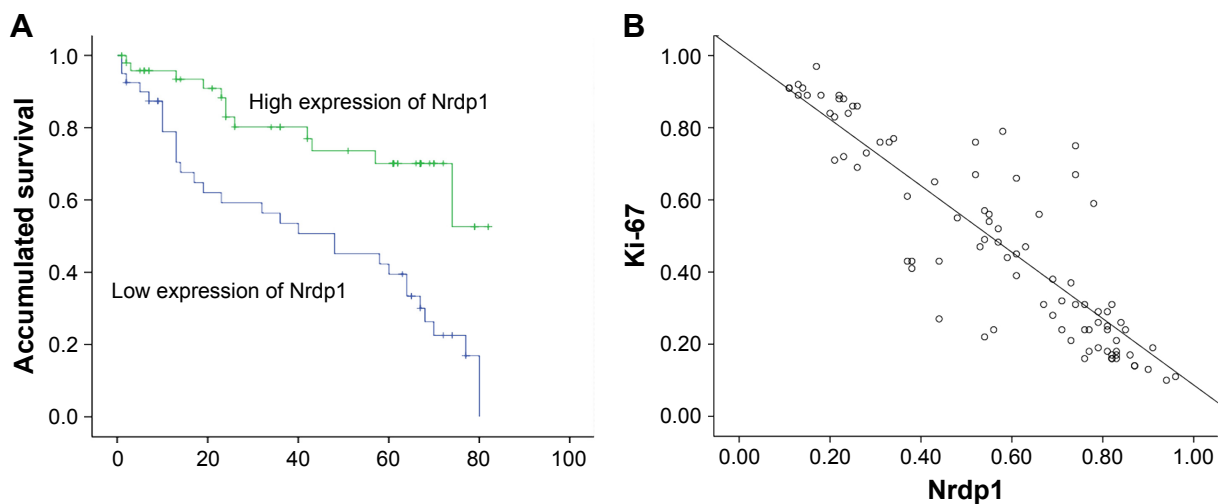 A
Accumulated survival
1.0
0.8
0.6
0.4
0.2
0.0
High expression of Nrdp1
Low expression of Nrdp1
0 20 40 60 80 100
B
Ki-67
1.00
0.80
0.60
0.40
0.20
0.00
0.00 0.20 0.40 0.60 0.80 1.00
Nrdp1